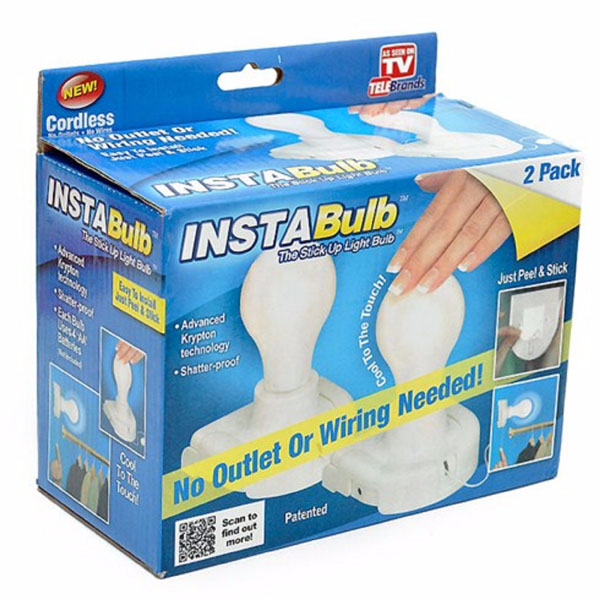 NEW!
Cordless
No Outlets • No Wires
No Outlet Or
Wiring Needed!
Easy To Install
Just Peel & Stick
INSTABulb
The Stick Up Light Bulb
AS SEEN ON
TV
TELEBrands
2 Pack
INSTABulb™
The Stick Up Light Bulb™
• Advanced
Krypton
technology
• Shatter-proof
Cool To The Touch!
Just Peel & Stick
No Outlet Or Wiring Needed!
Scan to
find out
more!
Patented
INSTABulb™
The Stick Up Light Bulb
• Advanced
Krypton
technology
• Shatter-proof
• Each Bulb
Uses 4 "AA"
Batteries
Easy To Install
Just Peel & Stick
Cool
To The
Touch!